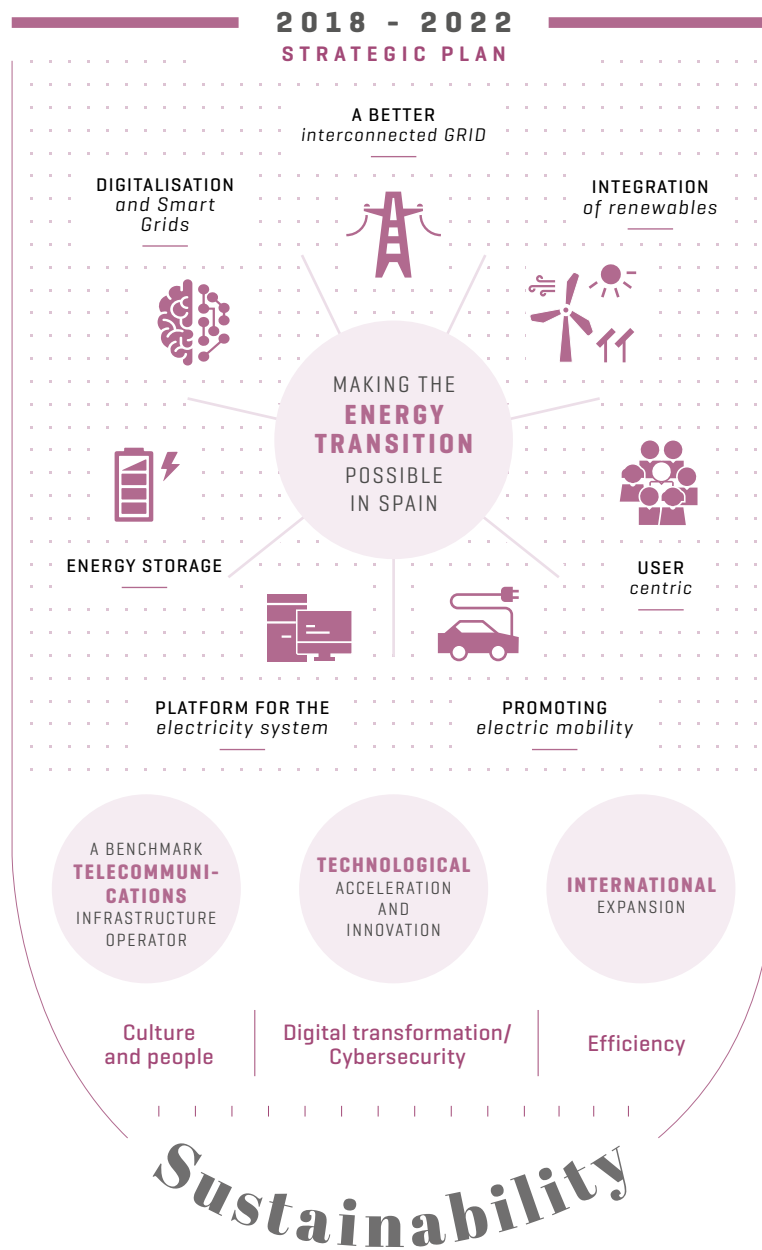 2018 - 2022
STRATEGIC PLAN
A BETTER
interconnected GRID
DIGITALISATION
and Smart
Grids
INTEGRATION
of renewables
MAKING THE
ENERGY
TRANSITION
POSSIBLE
IN SPAIN
ENERGY STORAGE
USER
centric
PLATFORM FOR THE
electricity system
PROMOTING
electric mobility
A BENCHMARK
TELECOMMUNI-
CATIONS
INFRASTRUCTURE
OPERATOR
TECHNOLOGICAL
ACCELERATION
AND
INNOVATION
INTERNATIONAL
EXPANSION
Culture
and people
Digital transformation/
Cybersecurity
Efficiency
Sustainability